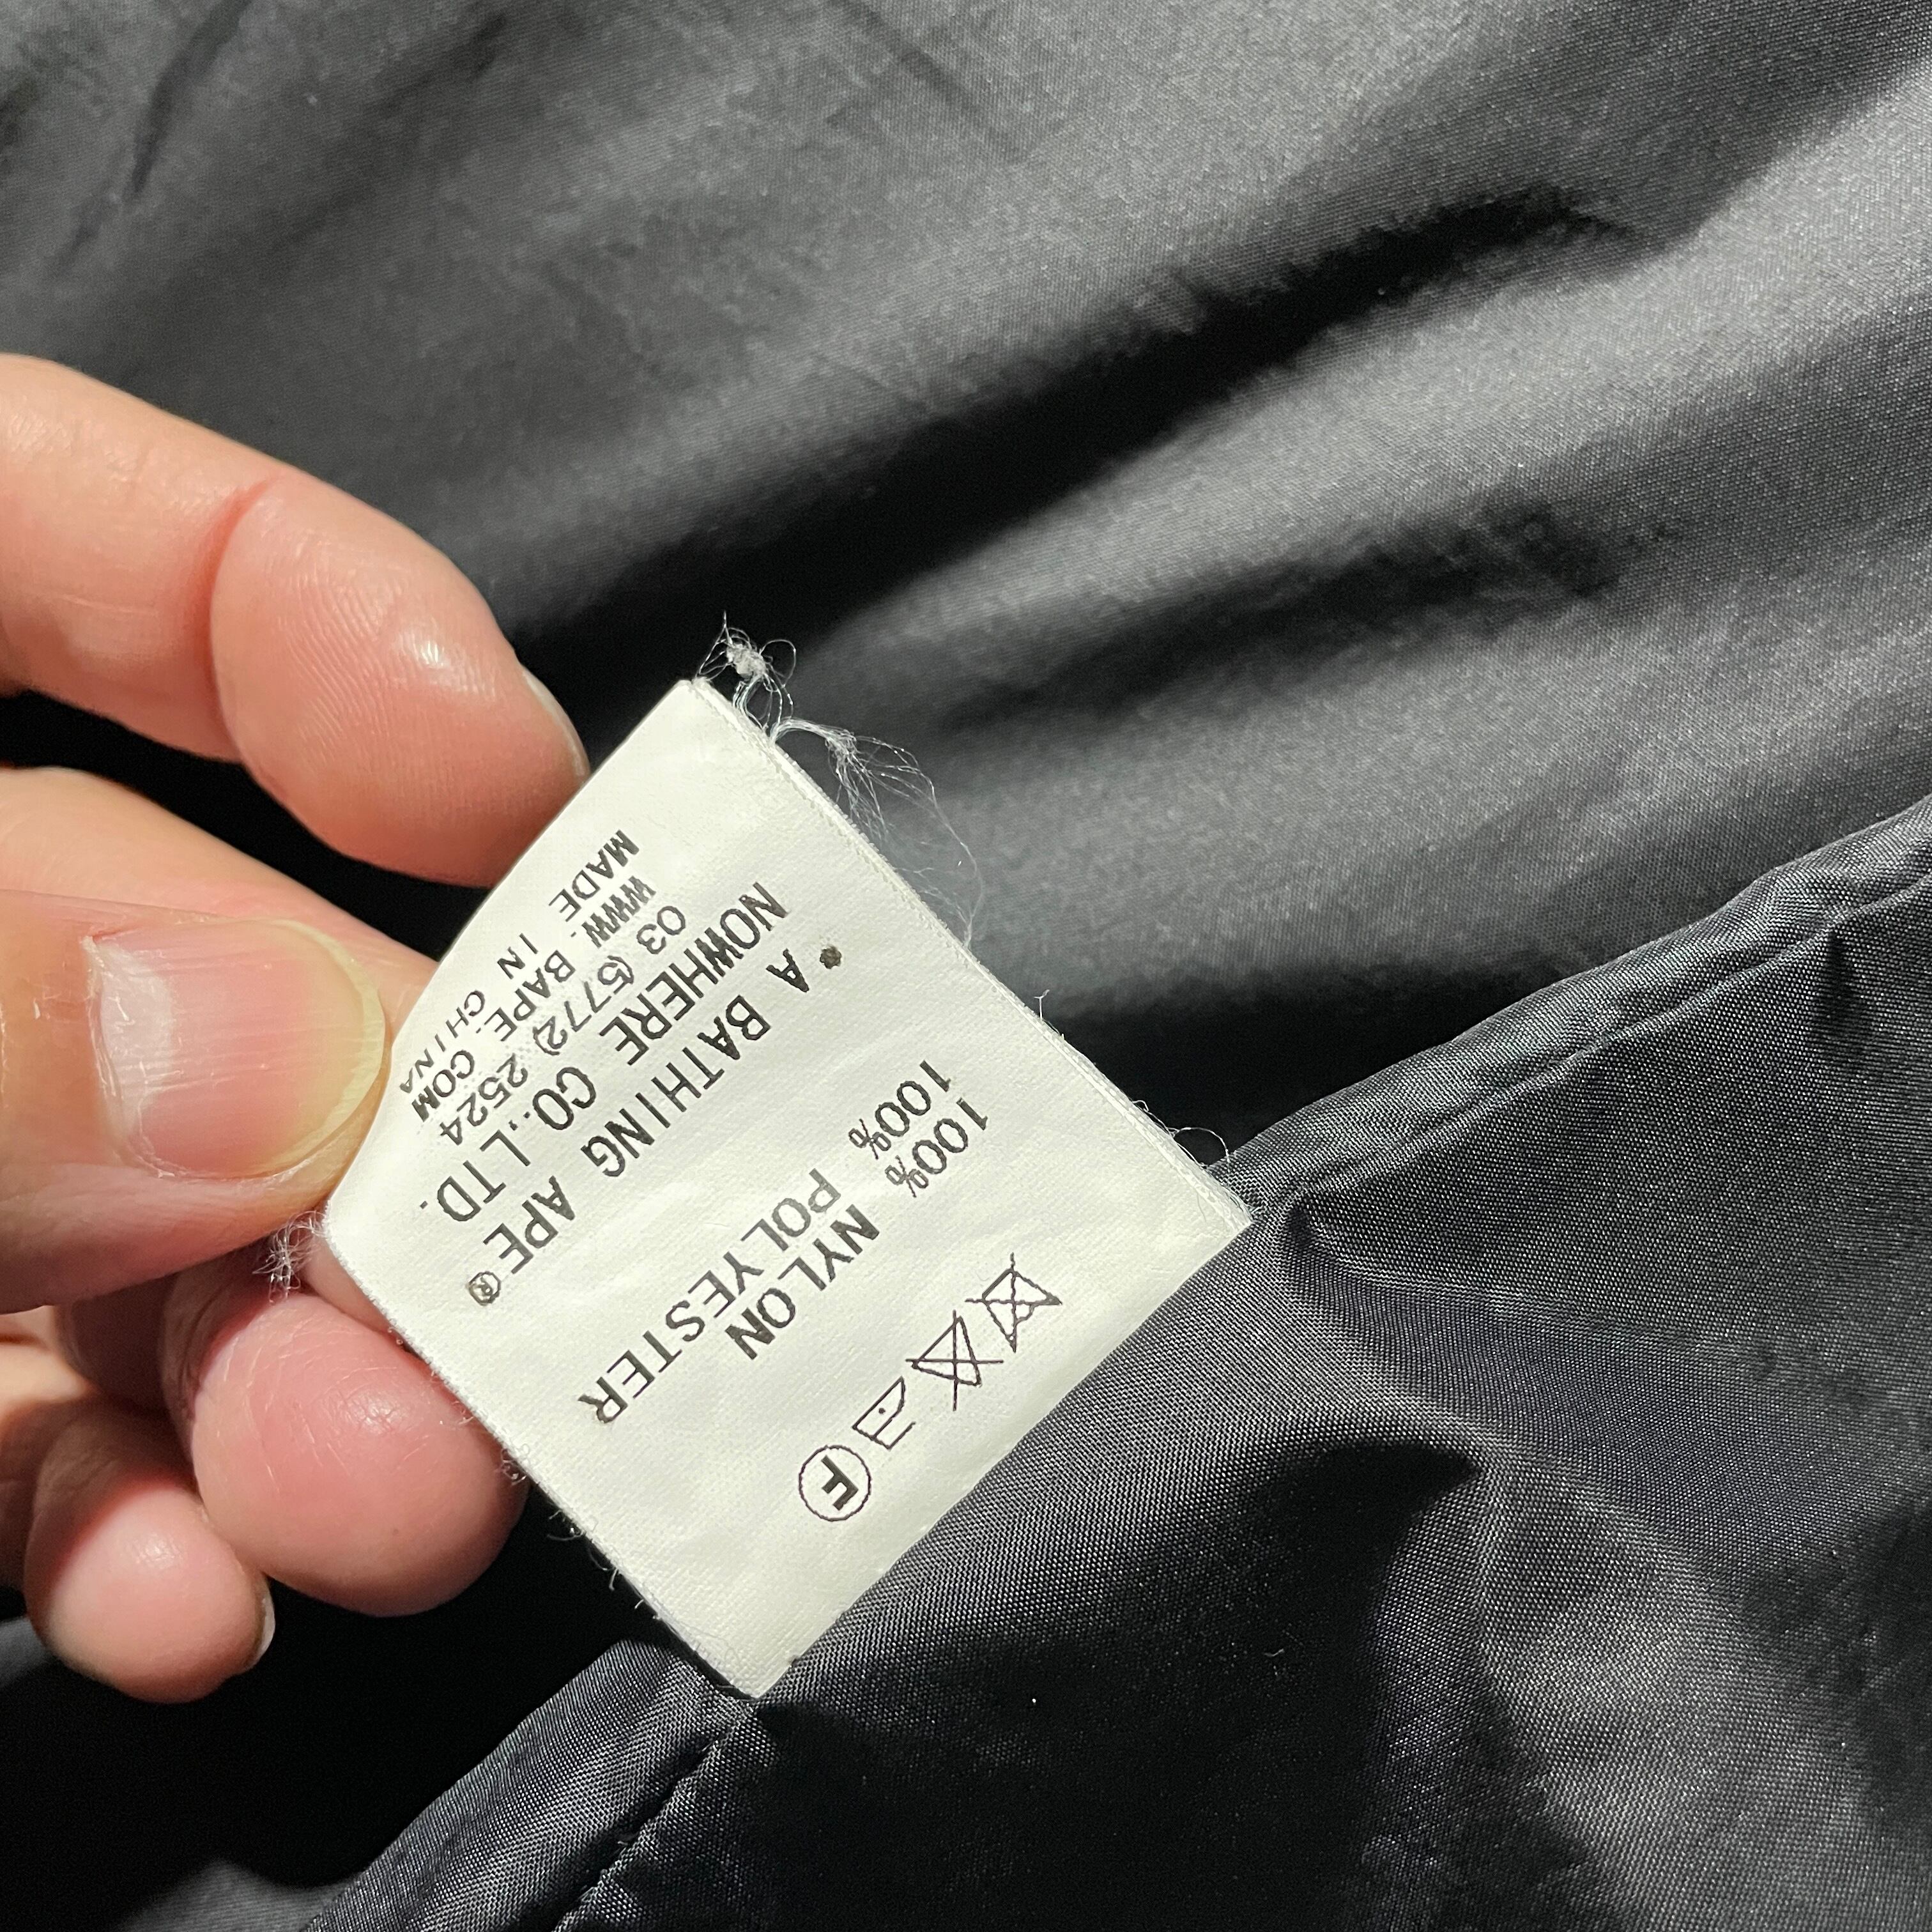 F
100% NYLON
100% POLYESTER
A BATHING APE®
NOWHERE CO.,LTD.
03 (5772) 2524
WWW. BAPE. COM
MADE IN CHINA